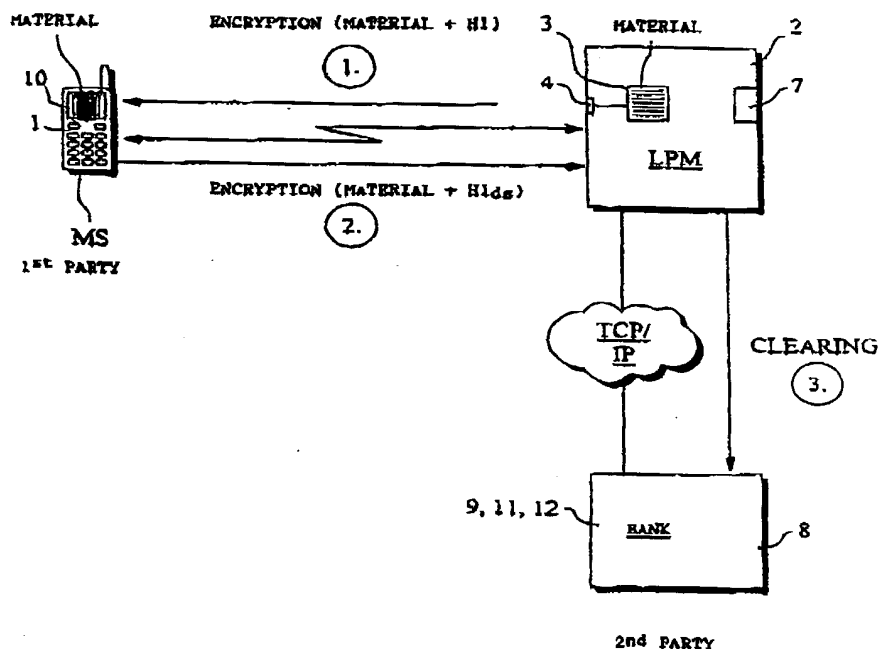 MATERIAL
ENCRYPTION (MATERIAL + H1)
1.
10
1
MS
1st PARTY
3
MATERIAL
2
4
7
LPM
ENCRYPTION (MATERIAL + H1ds)
2.
TCP/
IP
CLEARING
3.
9, 11, 12
BANK
8
2nd PARTY